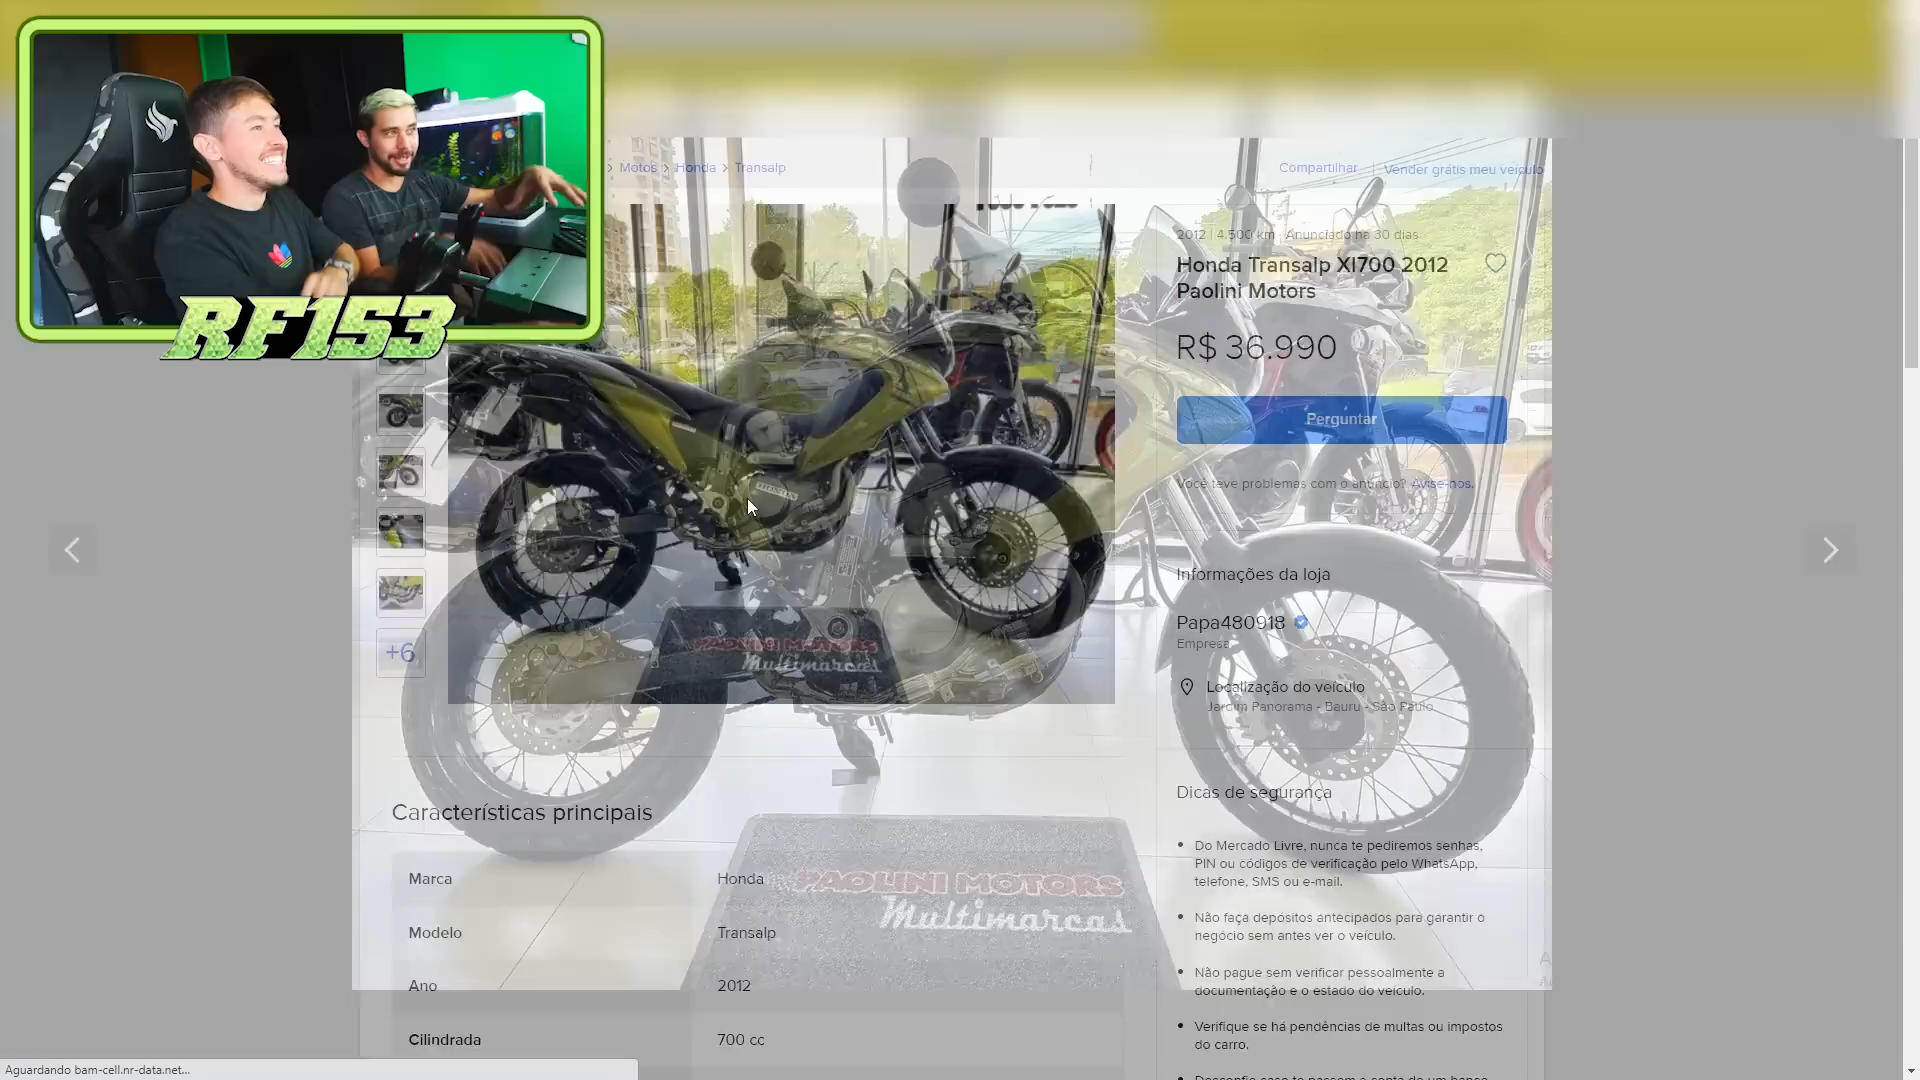 RF153
Motos > Honda > Transalp
Compartilhar | Vender grátis meu veículo
2012 | 4.500 km · Anunciado há 30 dias
Honda Transalp Xl700 2012
Paolini Motors
R$ 36.990
Perguntar
Você teve problemas com o anúncio? Avise-nos.
HONDA
PAOLINI MOTORS
Multimarcas
+6
Informações da loja
Papa480918
Empresa
Localização do veículo
Jardim Panorama - Bauru - São Paulo
Características principais
Marca Honda
Modelo Transalp
Ano 2012
Cilindrada 700 cc
PAOLINI MOTORS
Multimarcas
Dicas de segurança
• Do Mercado Livre, nunca te pediremos senhas,
PIN ou códigos de verificação pelo WhatsApp,
telefone, SMS ou e-mail.
• Não faça depósitos antecipados para garantir o
negócio sem antes ver o veículo.
• Não pague sem verificar pessoalmente a
documentação e o estado do veículo.
• Verifique se há pendências de multas ou impostos
do carro.
Aguardando bam-cell.nr-data.net...